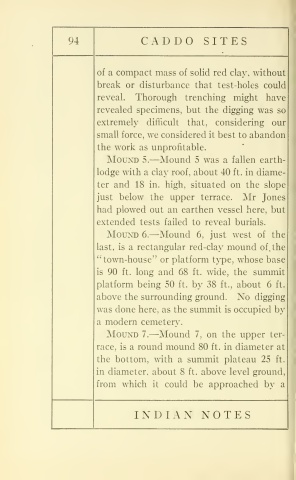 94
CADDO SITES
of a compact mass of solid red clay, without
break or disturbance that test-holes could
reveal. Thorough trenching might have
revealed specimens, but the digging was so
extremely difficult that, considering our
small force, we considered it best to abandon
the work as unprofitable.
MOUND 5.—Mound 5 was a fallen earth-
lodge with a clay roof, about 40 ft. in diame-
ter and 18 in. high, situated on the slope
just below the upper terrace. Mr Jones
had plowed out an earthen vessel here, but
extended tests failed to reveal burials.
MOUND 6.—Mound 6, just west of the
last, is a rectangular red-clay mound of the
“town-house” or platform type, whose base
is 90 ft. long and 68 ft. wide, the summit
platform being 50 ft. by 38 ft., about 6 ft.
above the surrounding ground. No digging
was done here, as the summit is occupied by
a modern cemetery.
MOUND 7.—Mound 7, on the upper ter-
race, is a round mound 80 ft. in diameter at
the bottom, with a summit plateau 25 ft.
in diameter. about 8 ft. above level ground,
from which it could be approached by a
INDIAN NOTES